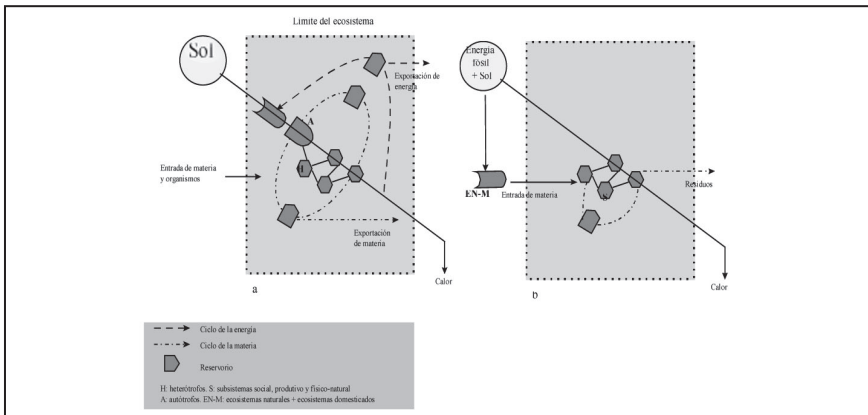 Límite del ecosistema
Sol
Exportación de
energía
A
H
Entrada de materia
y organismos
Exportación
de materia
Calor
a
Energía
fósil
+ Sol
EN-M
Entrada de materia
S
Residuos
Calor
b
Ciclo de la energía
Ciclo de la materia
Reservorio
H: heterótrofos. S: subsistemas social, produtivo y físico-natural
A: autótrofos. EN-M: ecosistemas naturales + ecosistemas domesticados